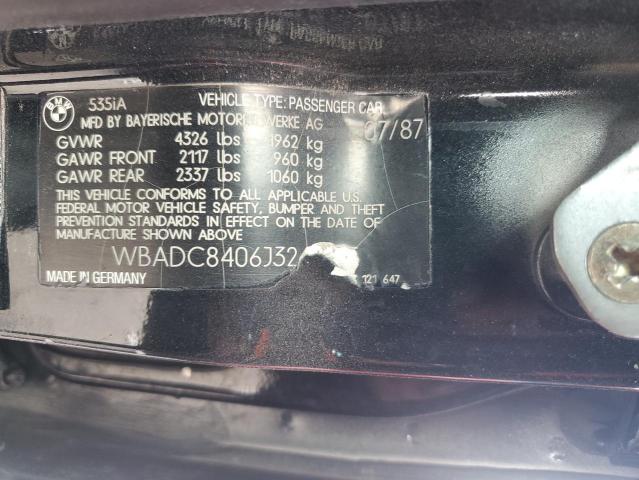 BMW
535iA VEHICLE TYPE: PASSENGER CAR
MFD BY BAYERISCHE MOTOREN WERKE AG 07/87
GVWR 4326 lbs 1962 kg
GAWR FRONT 2117 lbs 960 kg
GAWR REAR 2337 lbs 1060 kg
THIS VEHICLE CONFORMS TO ALL APPLICABLE U.S.
FEDERAL MOTOR VEHICLE SAFETY, BUMPER AND THEFT
PREVENTION STANDARDS IN EFFECT ON THE DATE OF
MANUFACTURE SHOWN ABOVE
WBADC8406J32
MADE IN GERMANY 121 647